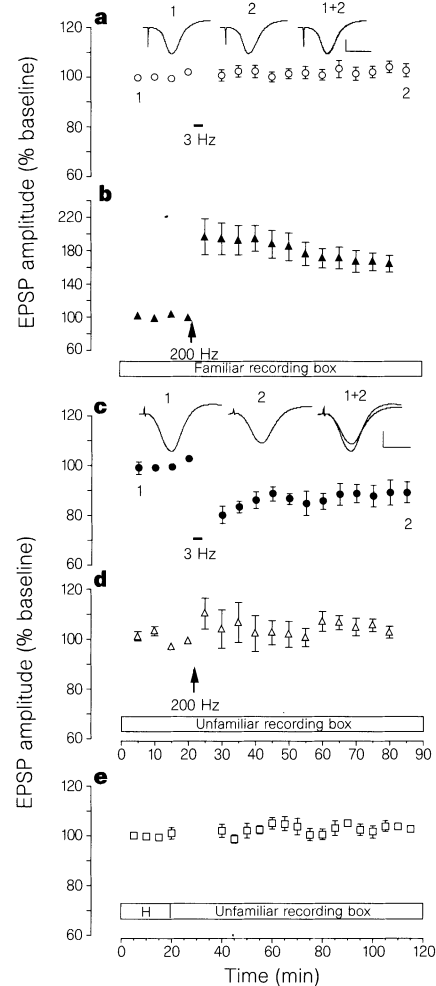 a
1
2
1+2
120
100
80
60
1
2
3 Hz
EPSP amplitude (% baseline)
b
220
180
140
100
60
200 Hz
Familiar recording box
c
1
2
1+2
120
100
80
60
1
2
3 Hz
EPSP amplitude (% baseline)
d
120
100
80
60
200 Hz
Unfamiliar recording box
0 10 20 30 40 50 60 70 80 90
e
120
100
80
60
H
Unfamiliar recording box
0 20 40 60 80 100 120
Time (min)